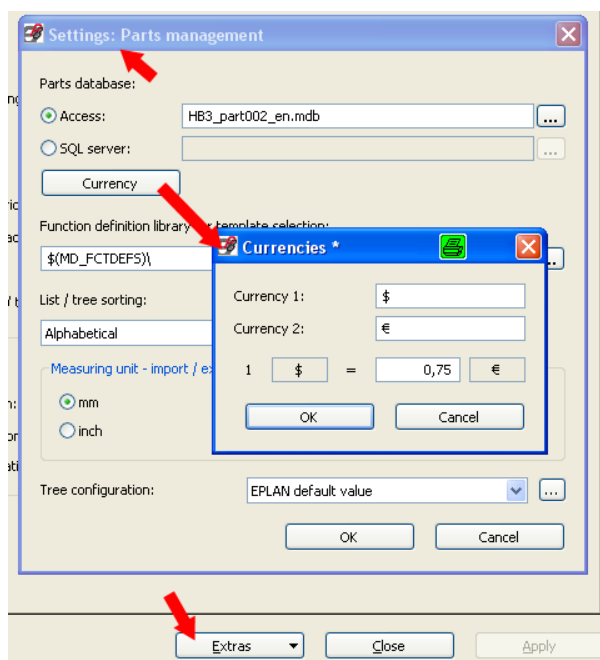 Settings: Parts management
Parts database:
Access:
HB3_part002_en.mdb
...
SQL server:
...
Currency
Function definition library for template selection:
$(MD_FCTDEFS)\
..
List / tree sorting:
Alphabetical
Measuring unit - import / e
mm
inch
Currencies *
Currency 1:
$
Currency 2:
€
1 $ = 0,75 €
OK Cancel
Tree configuration:
EPLAN default value
...
OK Cancel
Extras Close Apply